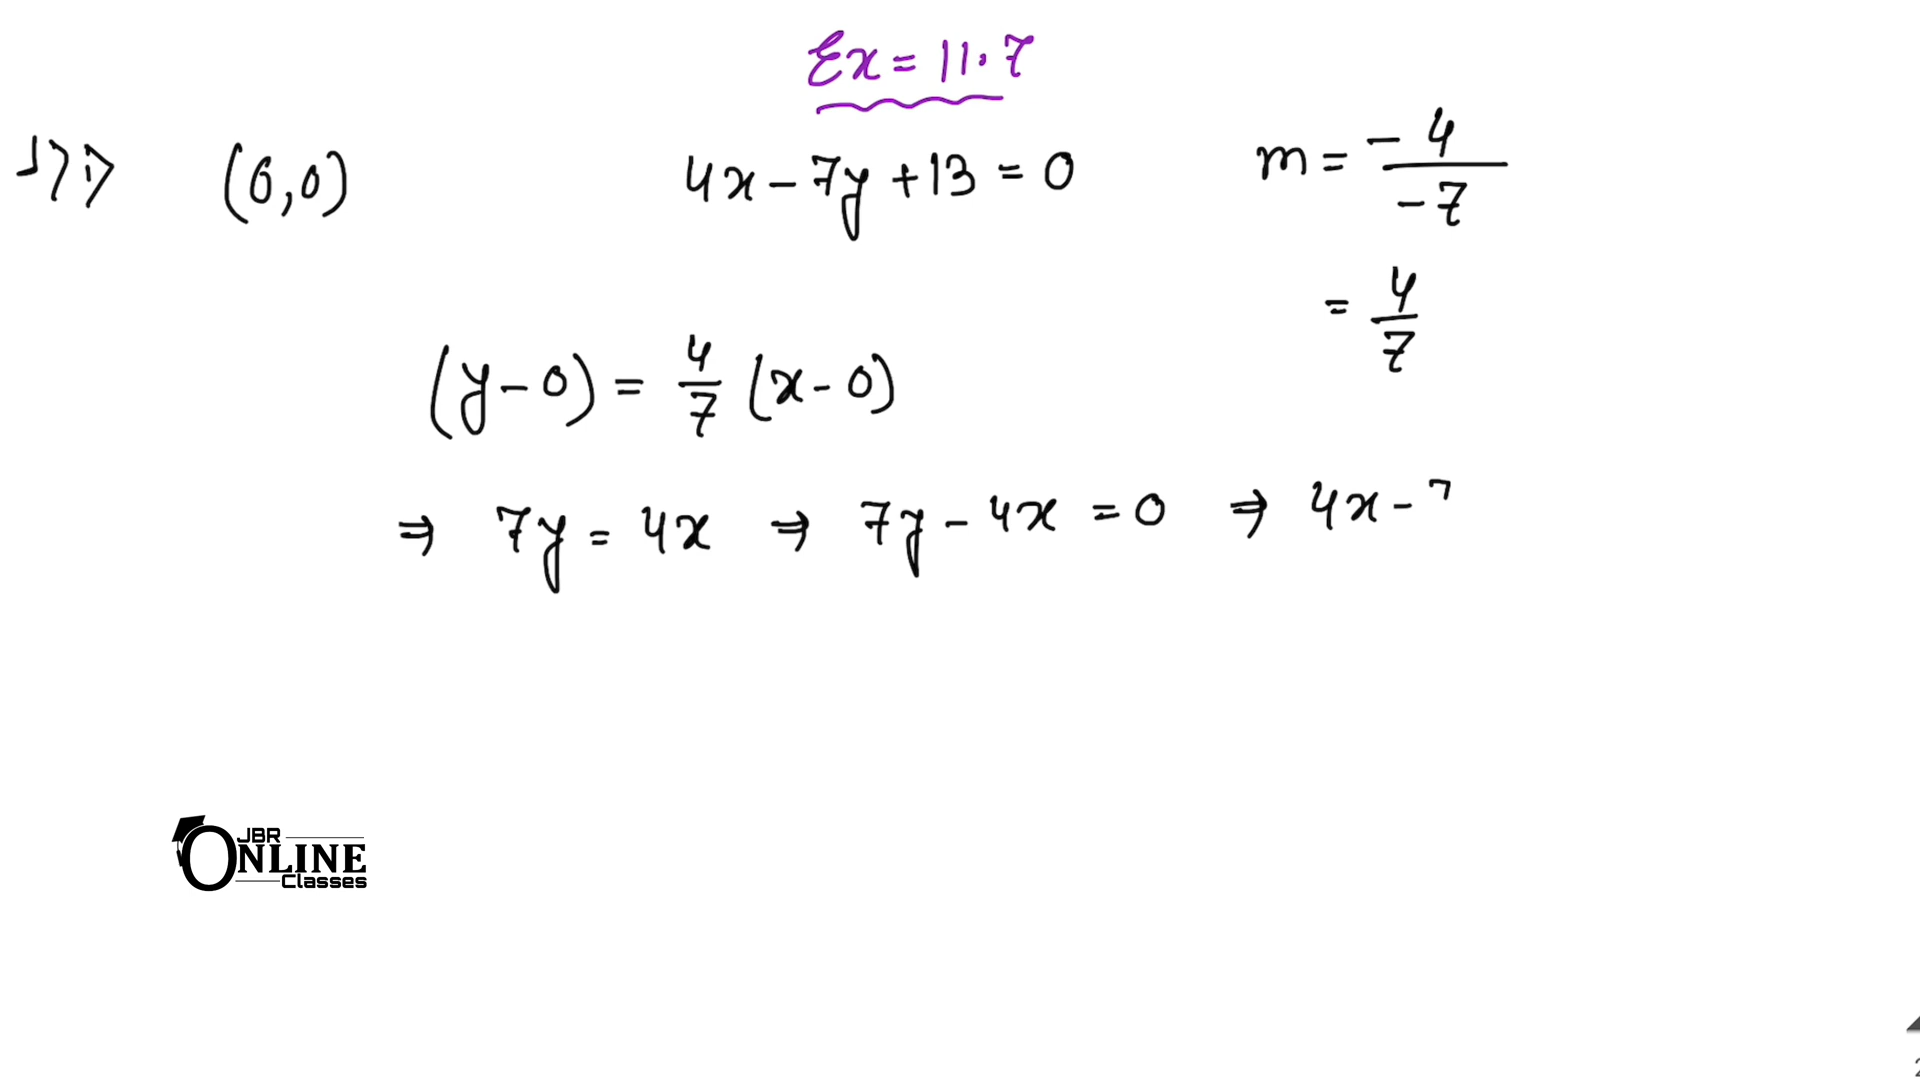 Ex = 11.7
1>i> (0,0) 4x - 7y + 13 = 0 m = -4/-7
= 4/7
(y - 0) = 4/7 (x - 0)
⇒ 7y = 4x ⇒ 7y - 4x = 0 ⇒ 4x -
JBR
ONLINE
Classes